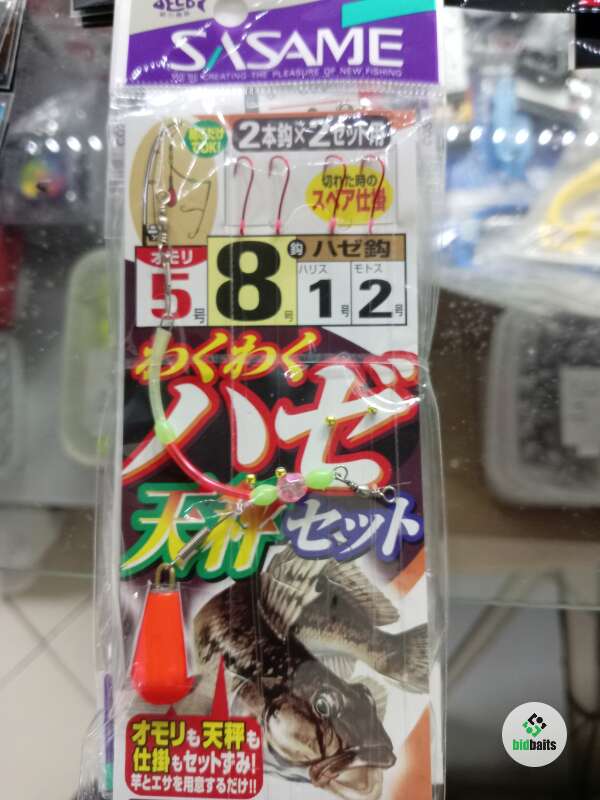 SASAME
CREATING THE PLEASURE OF NEW FISHING
2本鈎×2セット
切れた時の
スペア仕掛
オモリ 5号
8号
鈎 ハゼ鈎
ハリス 1号
モトス 2号
わくわく
ハゼ
天秤セット
オモリも天秤も
仕掛もセットずみ!
竿とエサを用意するだけ!!
bidbaits